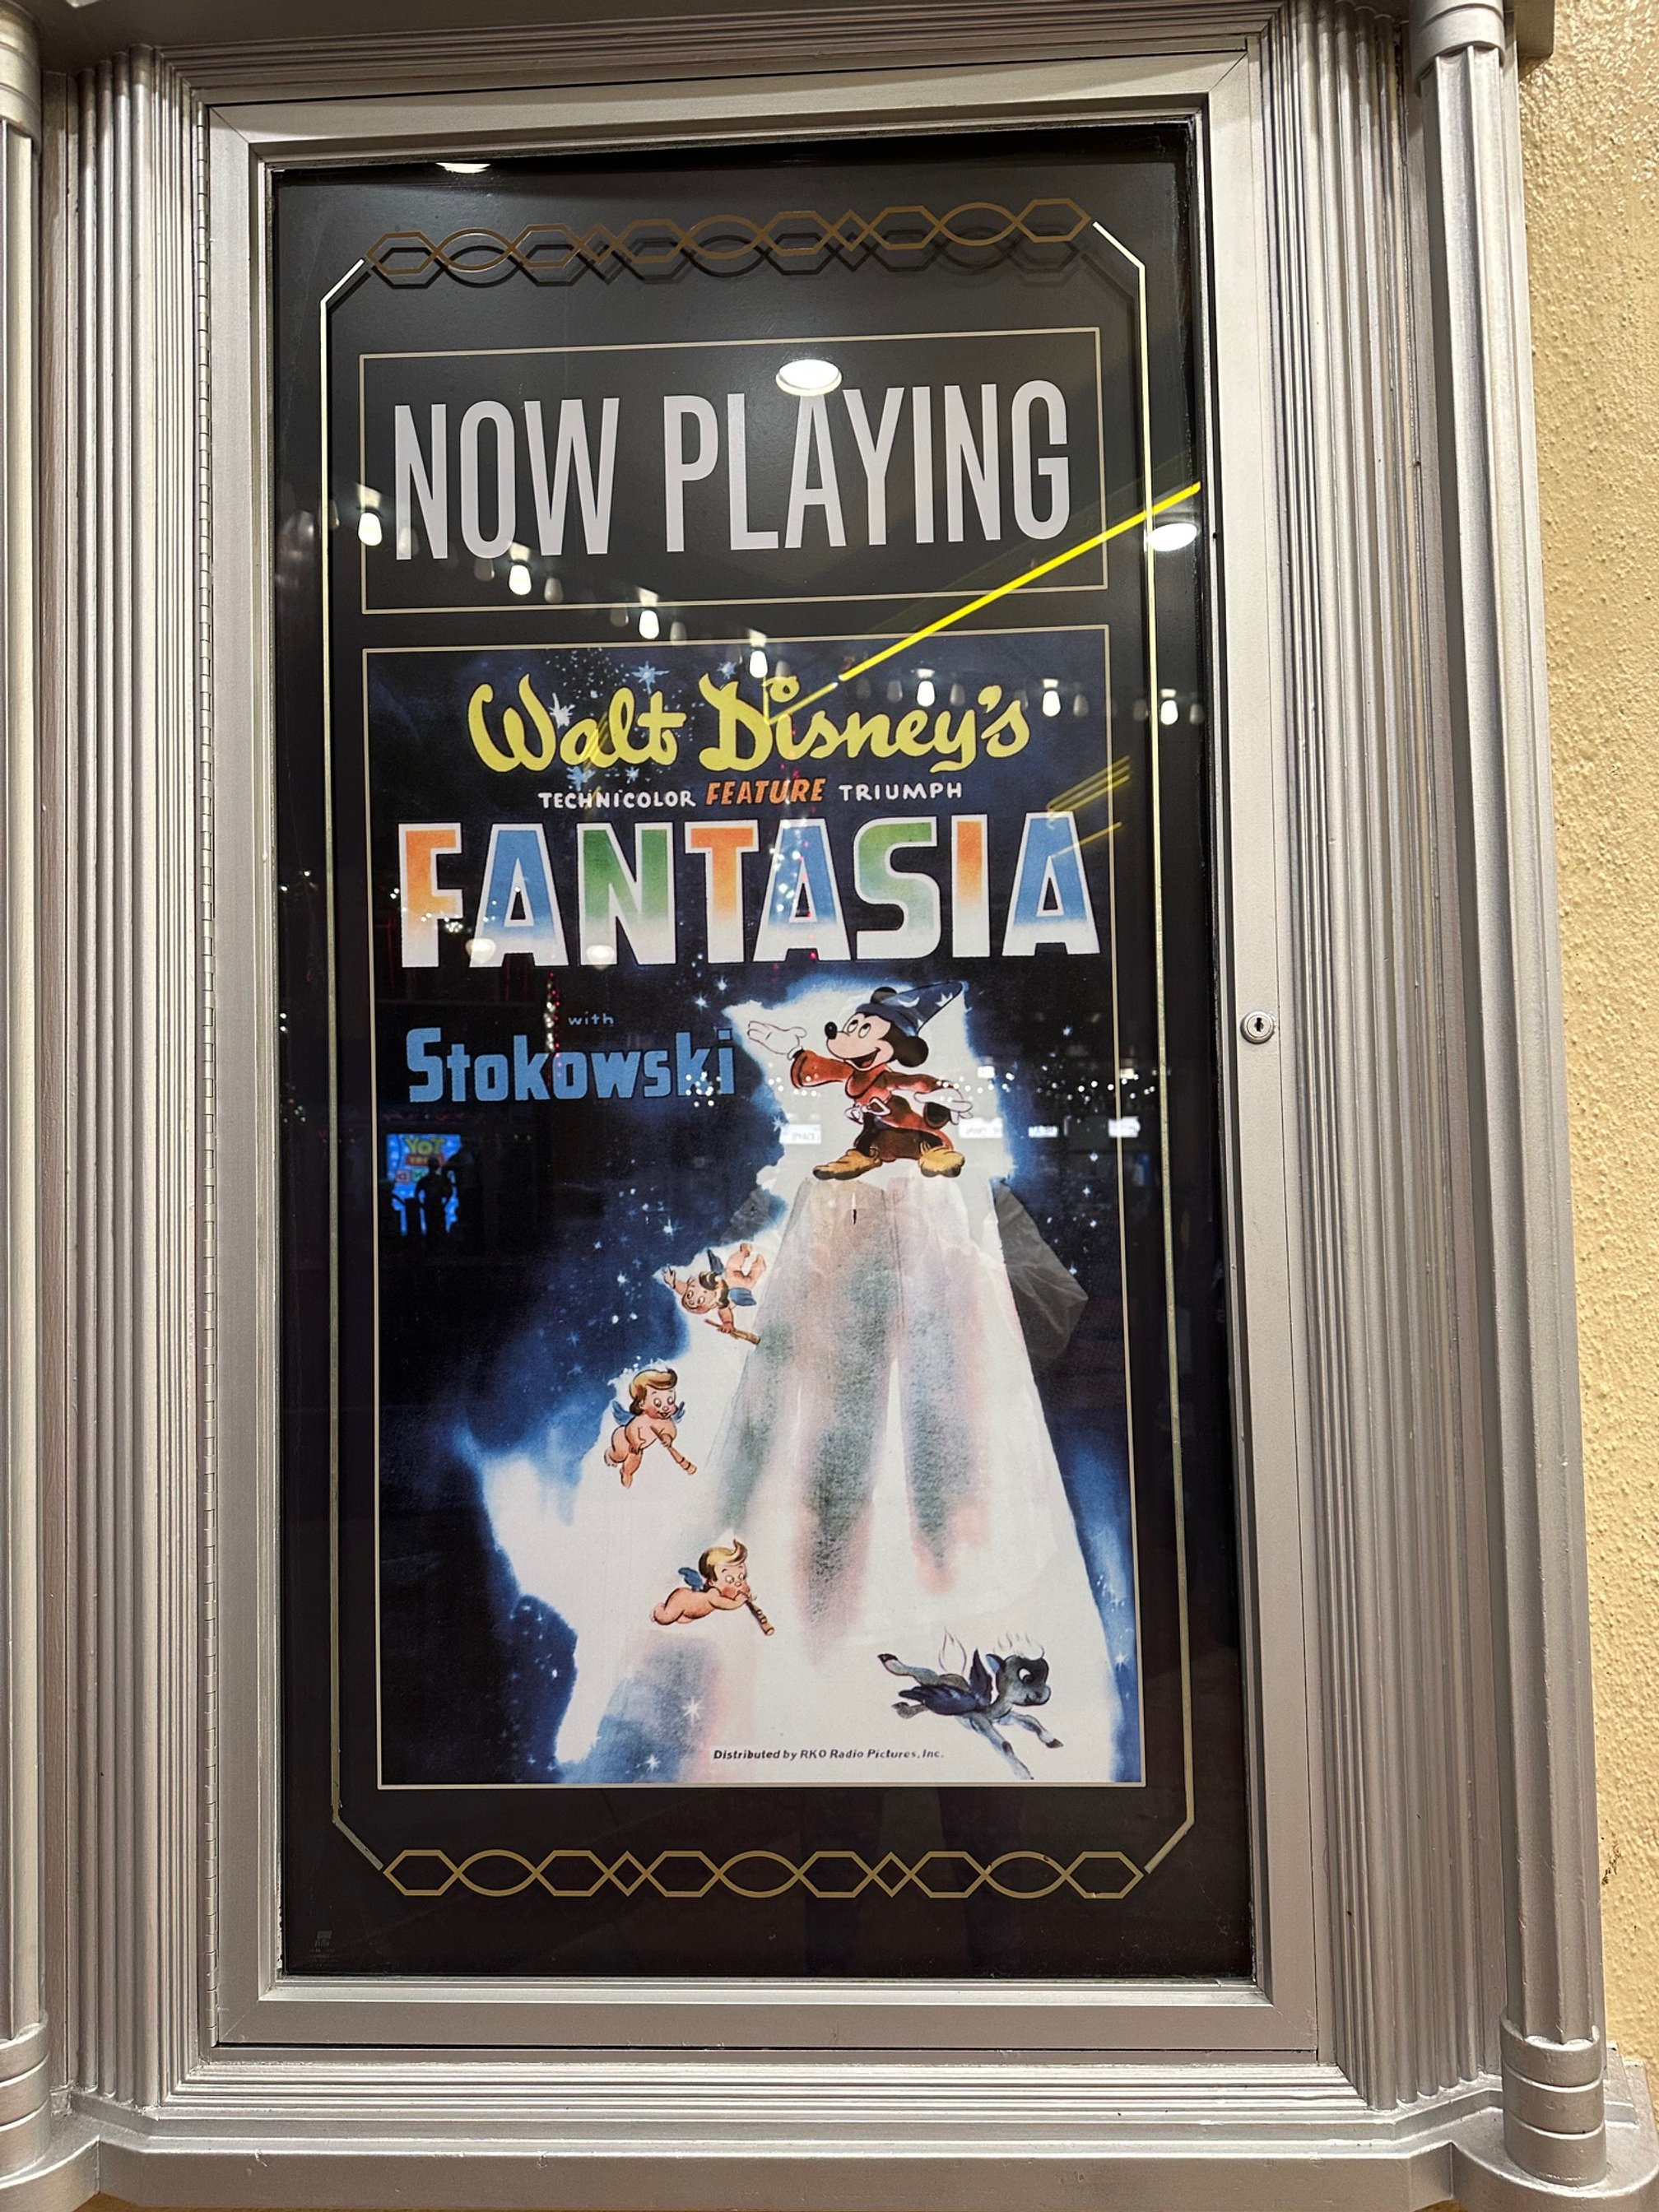 NOW PLAYING
Walt Disney's
TECHNICOLOR FEATURE TRIUMPH
FANTASIA
with
Stokowski
Distributed by RKO Radio Pictures, Inc.